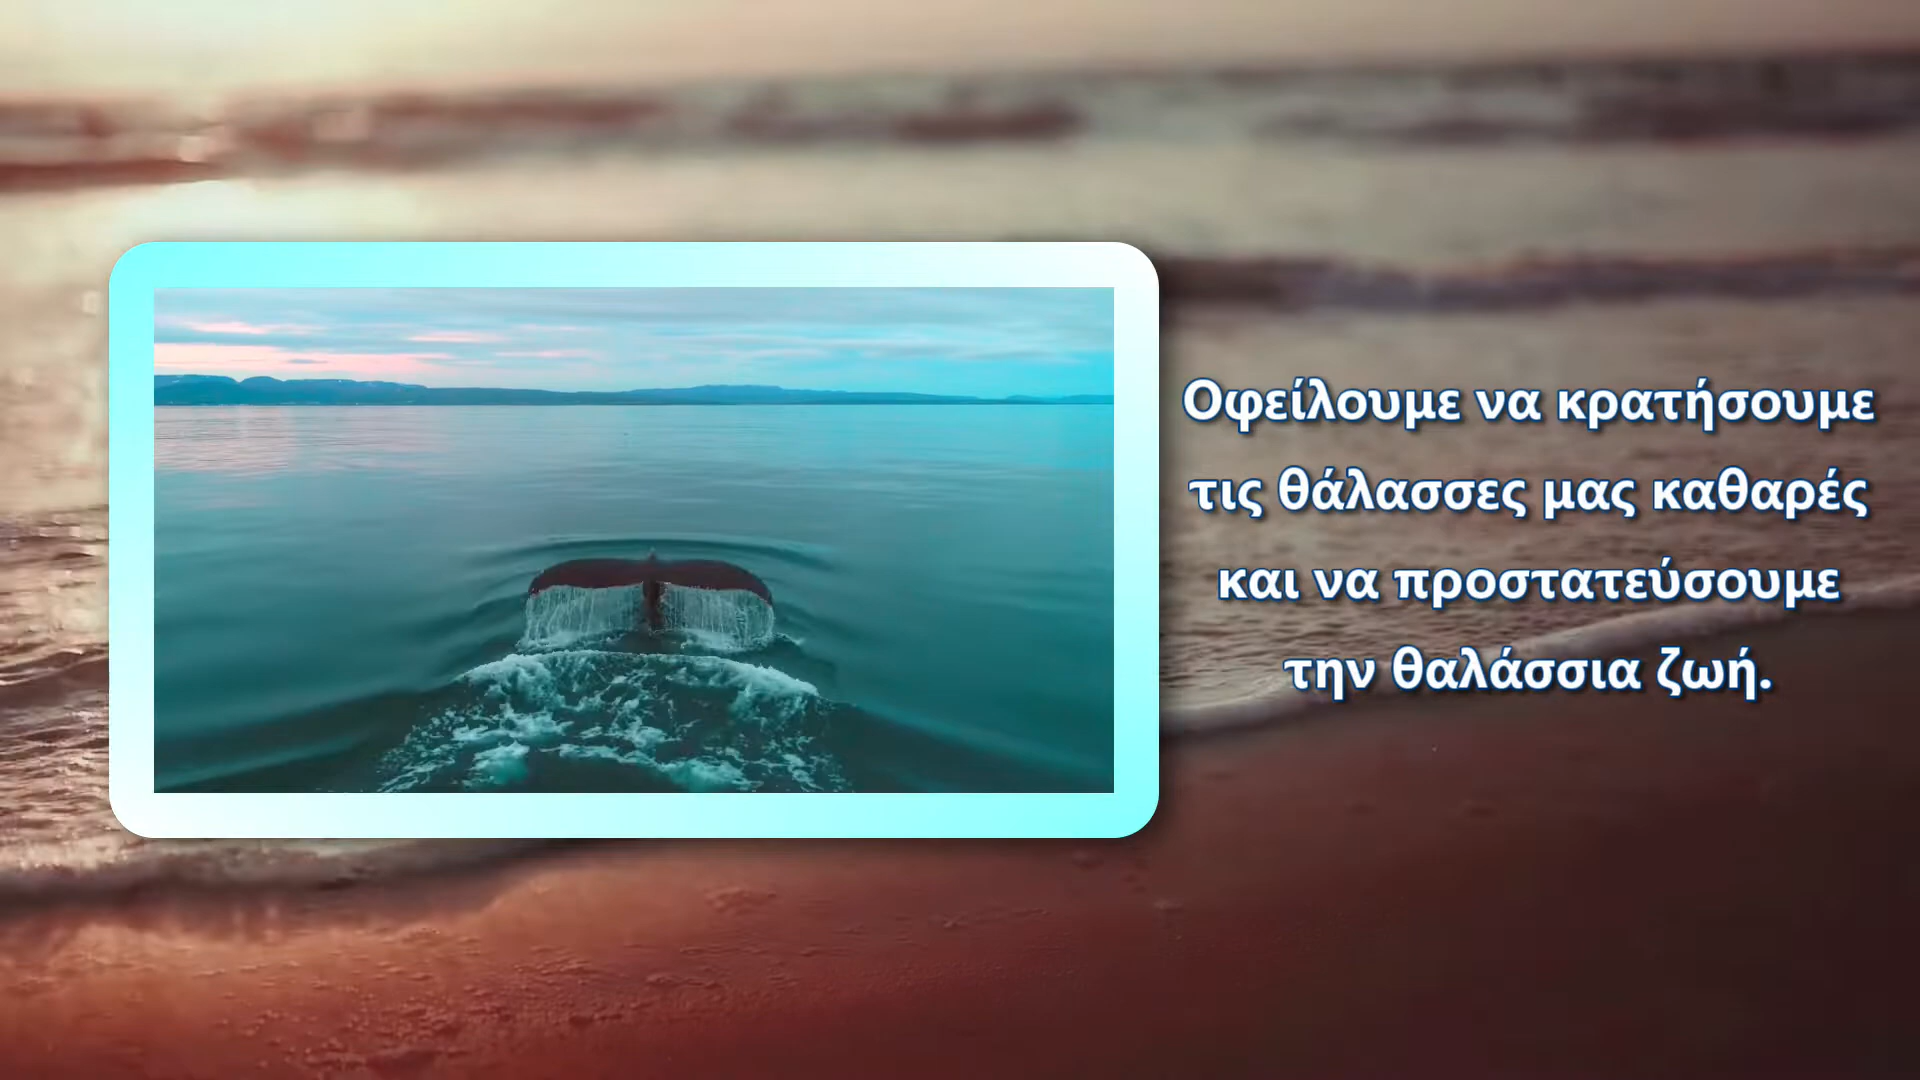 Οφείλουμε να κρατήσουμε
τις θάλασσες μας καθαρές
και να προστατεύσουμε
την θαλάσσια ζωή.